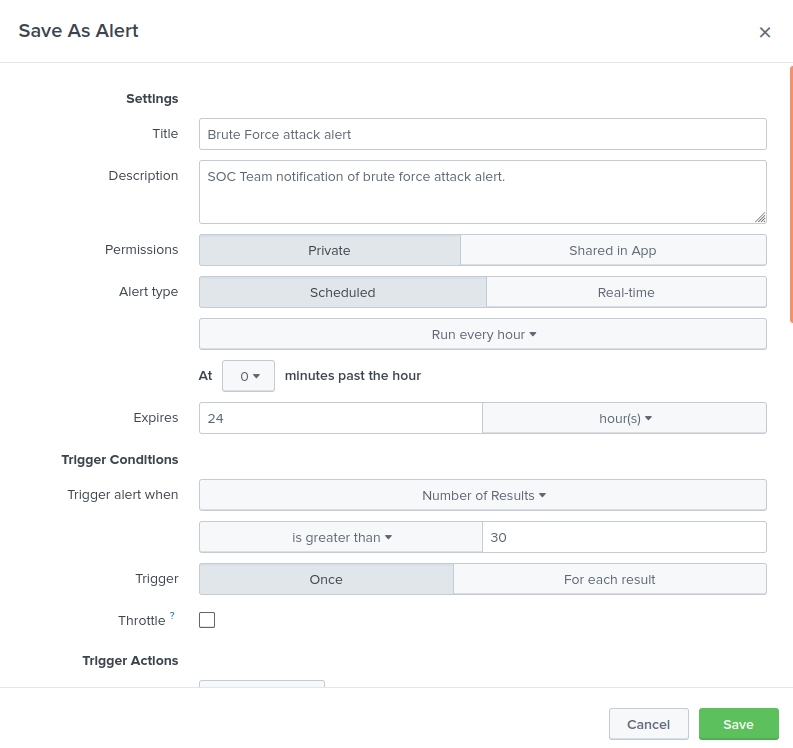 Save As Alert ×
Settings
Title Brute Force attack alert
Description SOC Team notification of brute force attack alert.
Permissions Private Shared in App
Alert type Scheduled Real-time
Run every hour
At 0 minutes past the hour
Expires 24 hour(s)
Trigger Conditions
Trigger alert when Number of Results
is greater than 30
Trigger Once For each result
Throttle ?
Trigger Actions
Cancel Save